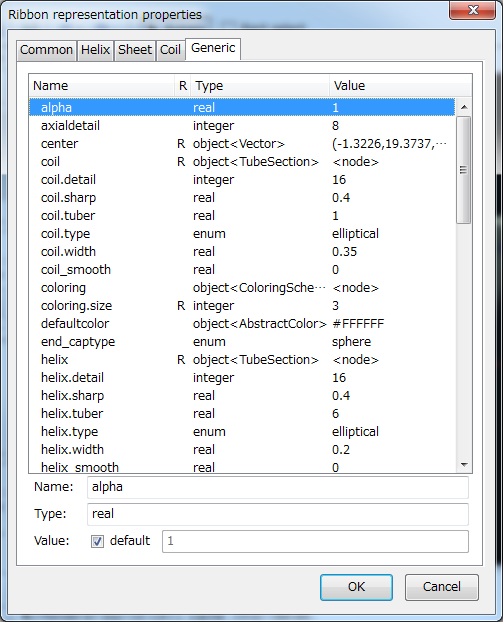 Ribbon representation properties
Common Helix Sheet Coil Generic
Name R Type Value
alpha real 1
axialdetail integer 8
center R object<Vector> (-1.3226,19.3737,···
coil R object<TubeSection> <node>
coil.detail integer 16
coil.sharp real 0.4
coil.tuber real 1
coil.type enum elliptical
coil.width real 0.35
coil_smooth real 0
coloring object<ColoringSche··· <node>
coloring.size R integer 3
defaultcolor object<AbstractColor> #FFFFFF
end_captype enum sphere
helix R object<TubeSection> <node>
helix.detail integer 16
helix.sharp real 0.4
helix.tuber real 6
helix.type enum elliptical
helix.width real 0.2
helix_smooth real 0
Name: alpha
Type: real
Value: default 1
OK Cancel